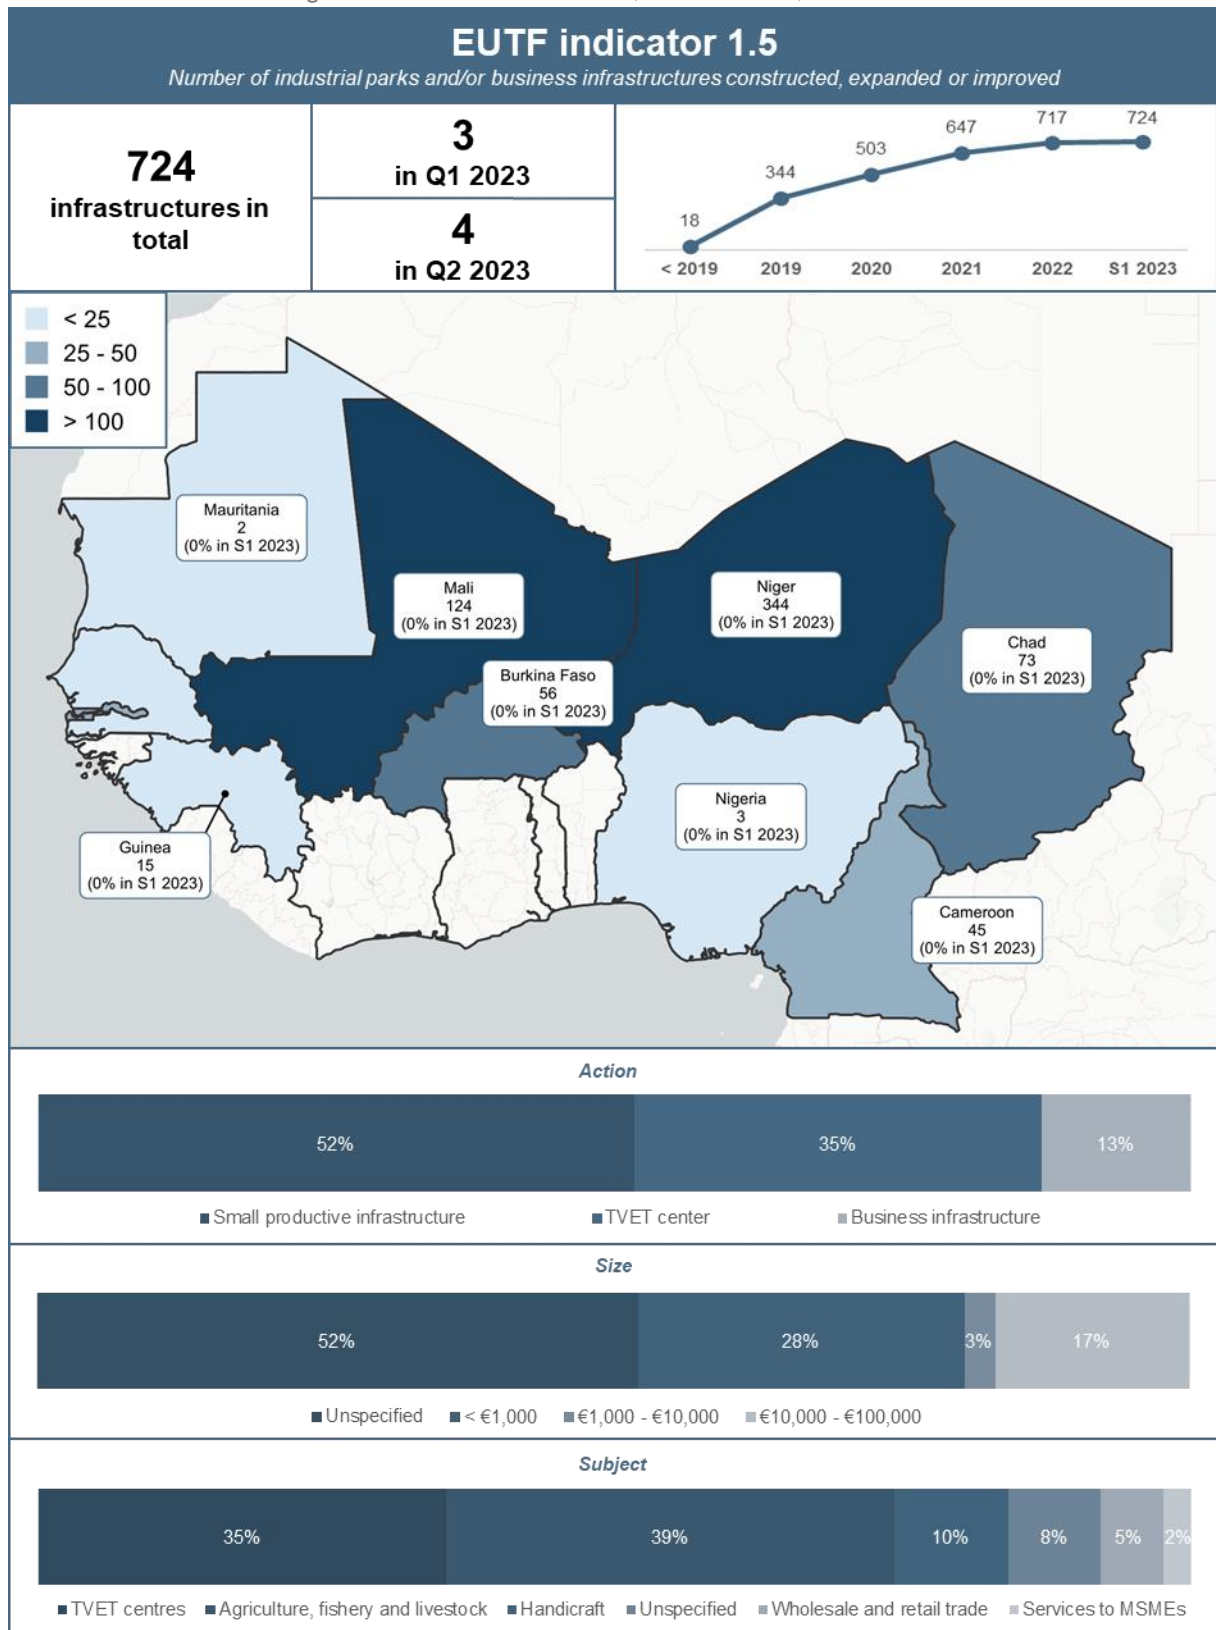 EUTF indicator 1.5
Number of industrial parks and/or business infrastructures constructed, expanded or improved
724
infrastructures in
total
3
in Q1 2023
4
in Q2 2023
18
344
503
647
717
724
< 2019
2019
2020
2021
2022
S1 2023
< 25
25 - 50
50 - 100
> 100
Mauritania
2
(0% in S1 2023)
Mali
124
(0% in S1 2023)
Niger
344
(0% in S1 2023)
Chad
73
(0% in S1 2023)
Burkina Faso
56
(0% in S1 2023)
Nigeria
3
(0% in S1 2023)
Guinea
15
(0% in S1 2023)
Cameroon
45
(0% in S1 2023)
Action
52%
35%
13%
Small productive infrastructure
TVET center
Business infrastructure
Size
52%
28%
3%
17%
Unspecified
< €1,000
€1,000 - €10,000
€10,000 - €100,000
Subject
35%
39%
10%
8%
5%
2%
TVET centres
Agriculture, fishery and livestock
Handicraft
Unspecified
Wholesale and retail trade
Services to MSMEs